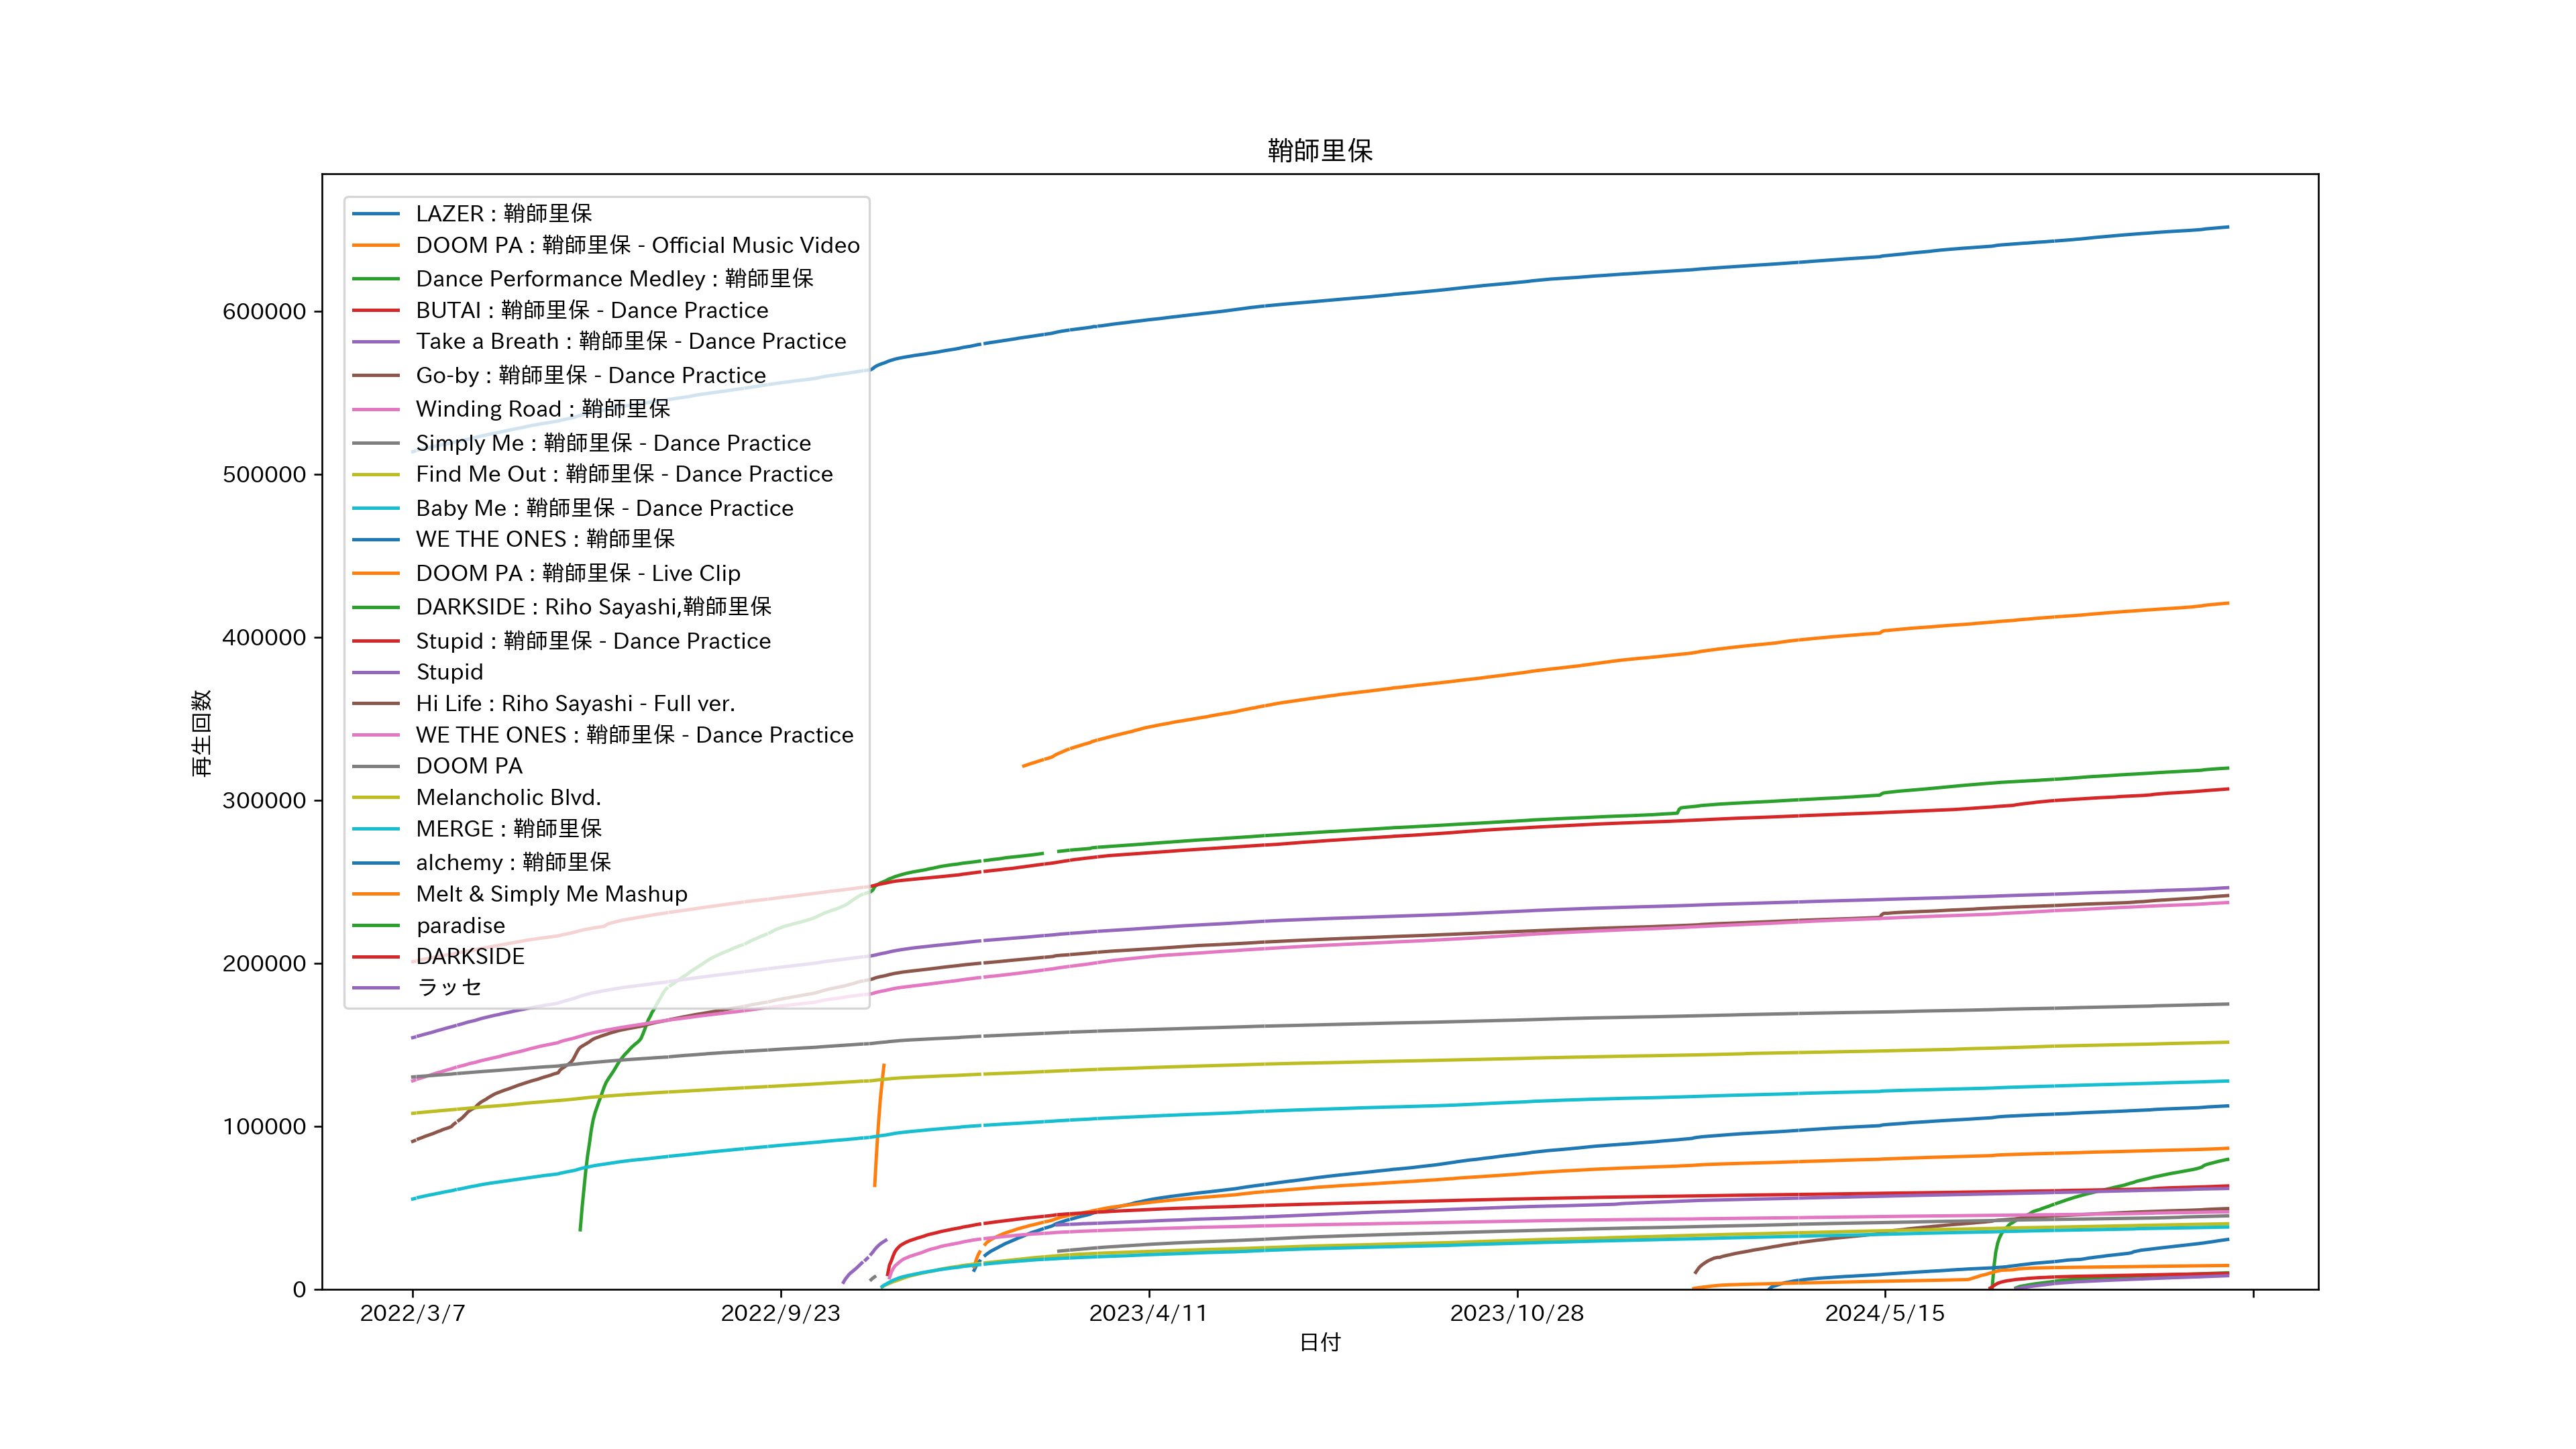 鞘師里保
LAZER : 鞘師里保
DOOM PA : 鞘師里保 - Official Music Video
Dance Performance Medley : 鞘師里保
BUTAI : 鞘師里保 - Dance Practice
Take a Breath : 鞘師里保 - Dance Practice
Go-by : 鞘師里保 - Dance Practice
Winding Road : 鞘師里保
Simply Me : 鞘師里保 - Dance Practice
Find Me Out : 鞘師里保 - Dance Practice
Baby Me : 鞘師里保 - Dance Practice
WE THE ONES : 鞘師里保
DOOM PA : 鞘師里保 - Live Clip
DARKSIDE : Riho Sayashi,鞘師里保
Stupid : 鞘師里保 - Dance Practice
Stupid
Hi Life : Riho Sayashi - Full ver.
WE THE ONES : 鞘師里保 - Dance Practice
DOOM PA
Melancholic Blvd.
MERGE : 鞘師里保
alchemy : 鞘師里保
Melt & Simply Me Mashup
paradise
DARKSIDE
ラッセ
600000
500000
400000
300000
200000
100000
0
再生回数
2022/3/7
2022/9/23
2023/4/11
2023/10/28
2024/5/15
日付